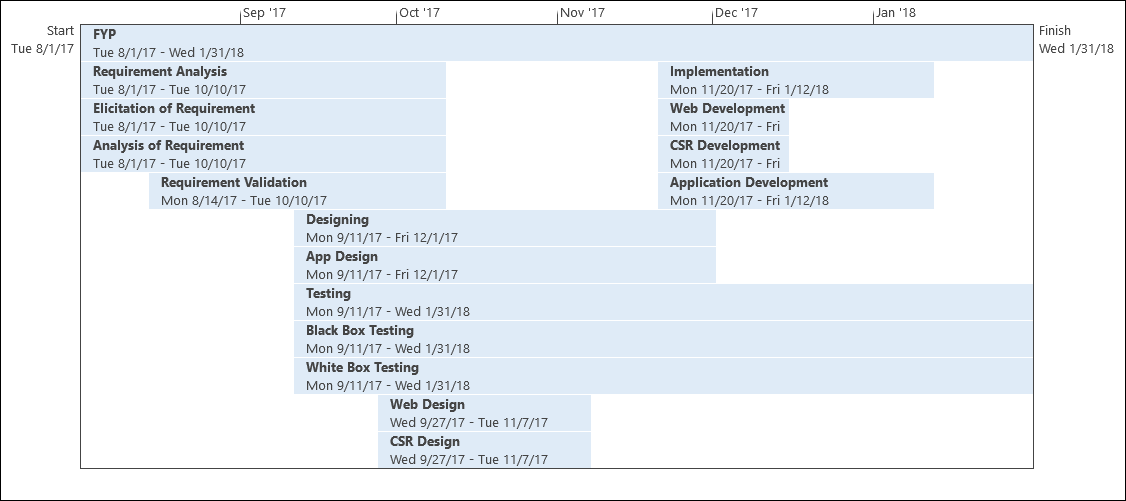 Sep '17 Oct '17 Nov '17 Dec '17 Jan '18
Start
Tue 8/1/17
Finish
Wed 1/31/18
FYP
Tue 8/1/17 - Wed 1/31/18
Requirement Analysis
Tue 8/1/17 - Tue 10/10/17
Implementation
Mon 11/20/17 - Fri 1/12/18
Elicitation of Requirement
Tue 8/1/17 - Tue 10/10/17
Web Development
Mon 11/20/17 - Fri
Analysis of Requirement
Tue 8/1/17 - Tue 10/10/17
CSR Development
Mon 11/20/17 - Fri
Requirement Validation
Mon 8/14/17 - Tue 10/10/17
Application Development
Mon 11/20/17 - Fri 1/12/18
Designing
Mon 9/11/17 - Fri 12/1/17
App Design
Mon 9/11/17 - Fri 12/1/17
Testing
Mon 9/11/17 - Wed 1/31/18
Black Box Testing
Mon 9/11/17 - Wed 1/31/18
White Box Testing
Mon 9/11/17 - Wed 1/31/18
Web Design
Wed 9/27/17 - Tue 11/7/17
CSR Design
Wed 9/27/17 - Tue 11/7/17